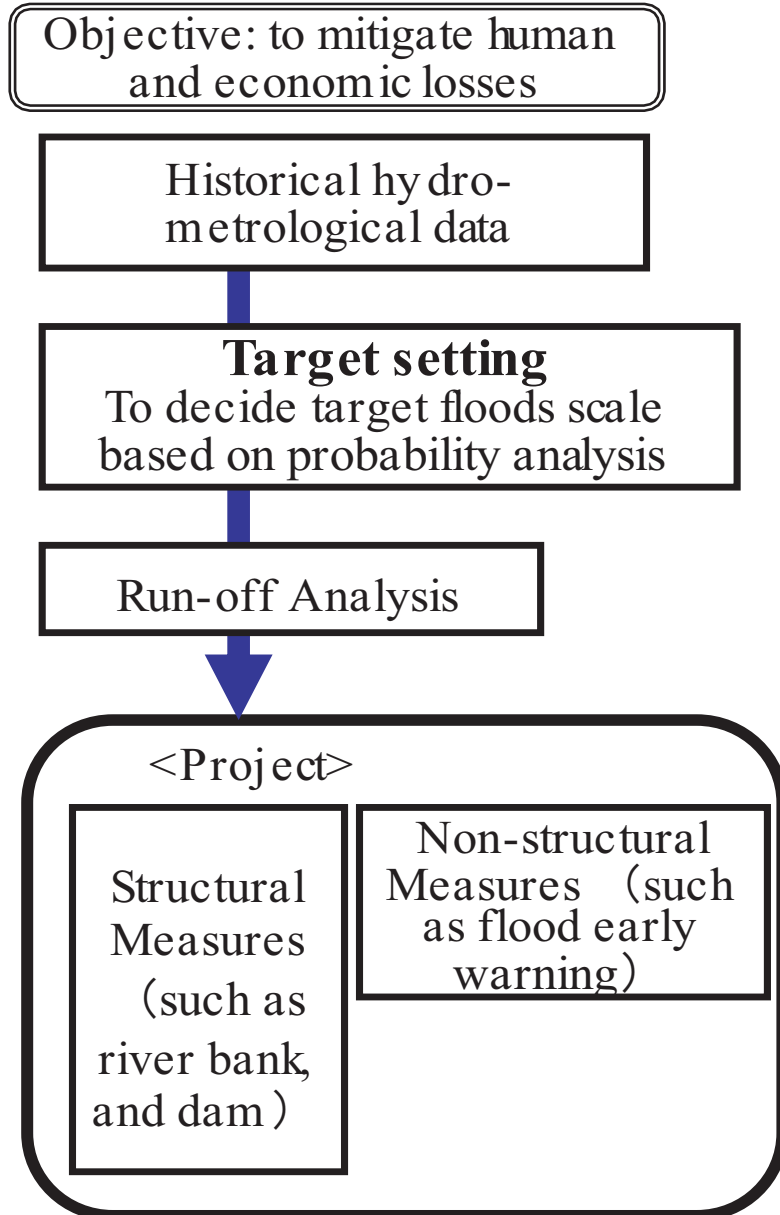 Objective: to mitigate human
and economic losses
Historical hydro-
metrological data
Target setting
To decide target floods scale
based on probability analysis
Run-off Analysis
<Project>
Structural
Measures
（such as
river bank,
and dam）
Non-structural
Measures （such
as flood early
warning）